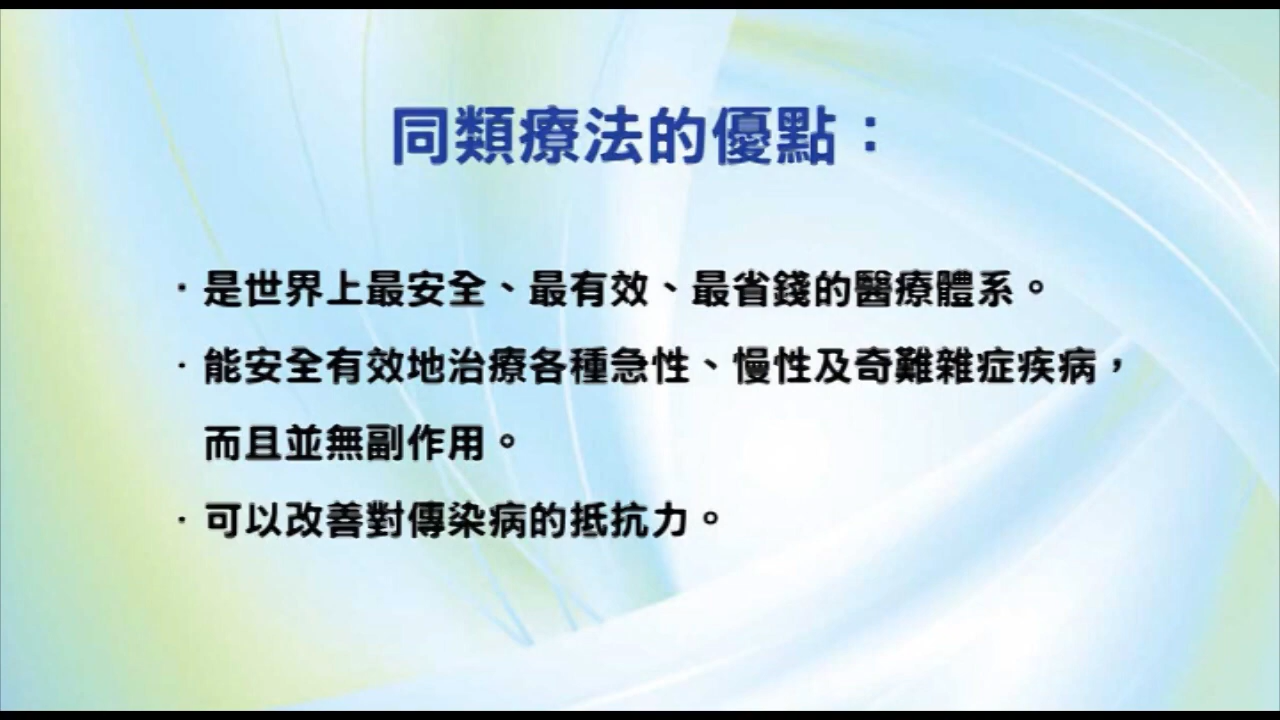 同類療法的優點：
· 是世界上最安全、最有效、最省錢的醫療體系。
· 能安全有效地治療各種急性、慢性及奇難雜症疾病，
而且並無副作用。
· 可以改善對傳染病的抵抗力。